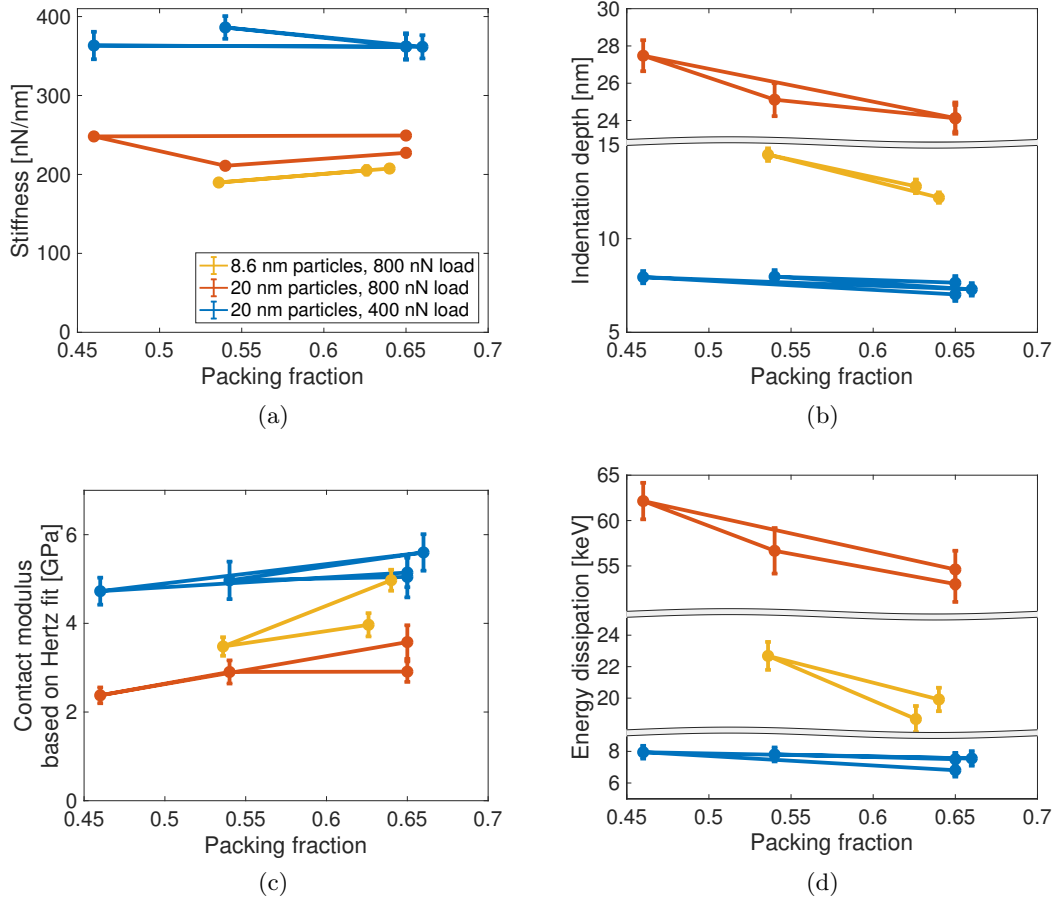 400
300
200
100
0
Stiffness [nN/nm]
8.6 nm particles, 800 nN load
20 nm particles, 800 nN load
20 nm particles, 400 nN load
0.45 0.5 0.55 0.6 0.65 0.7
Packing fraction
(a)
30
28
26
24
15
10
5
Indentation depth [nm]
0.45 0.5 0.55 0.6 0.65 0.7
Packing fraction
(b)
6
4
2
0
Contact modulus
based on Hertz fit [GPa]
0.45 0.5 0.55 0.6 0.65 0.7
Packing fraction
(c)
65
60
55
22
20
8
6
Energy dissipation [keV]
0.45 0.5 0.55 0.6 0.65 0.7
Packing fraction
(d)